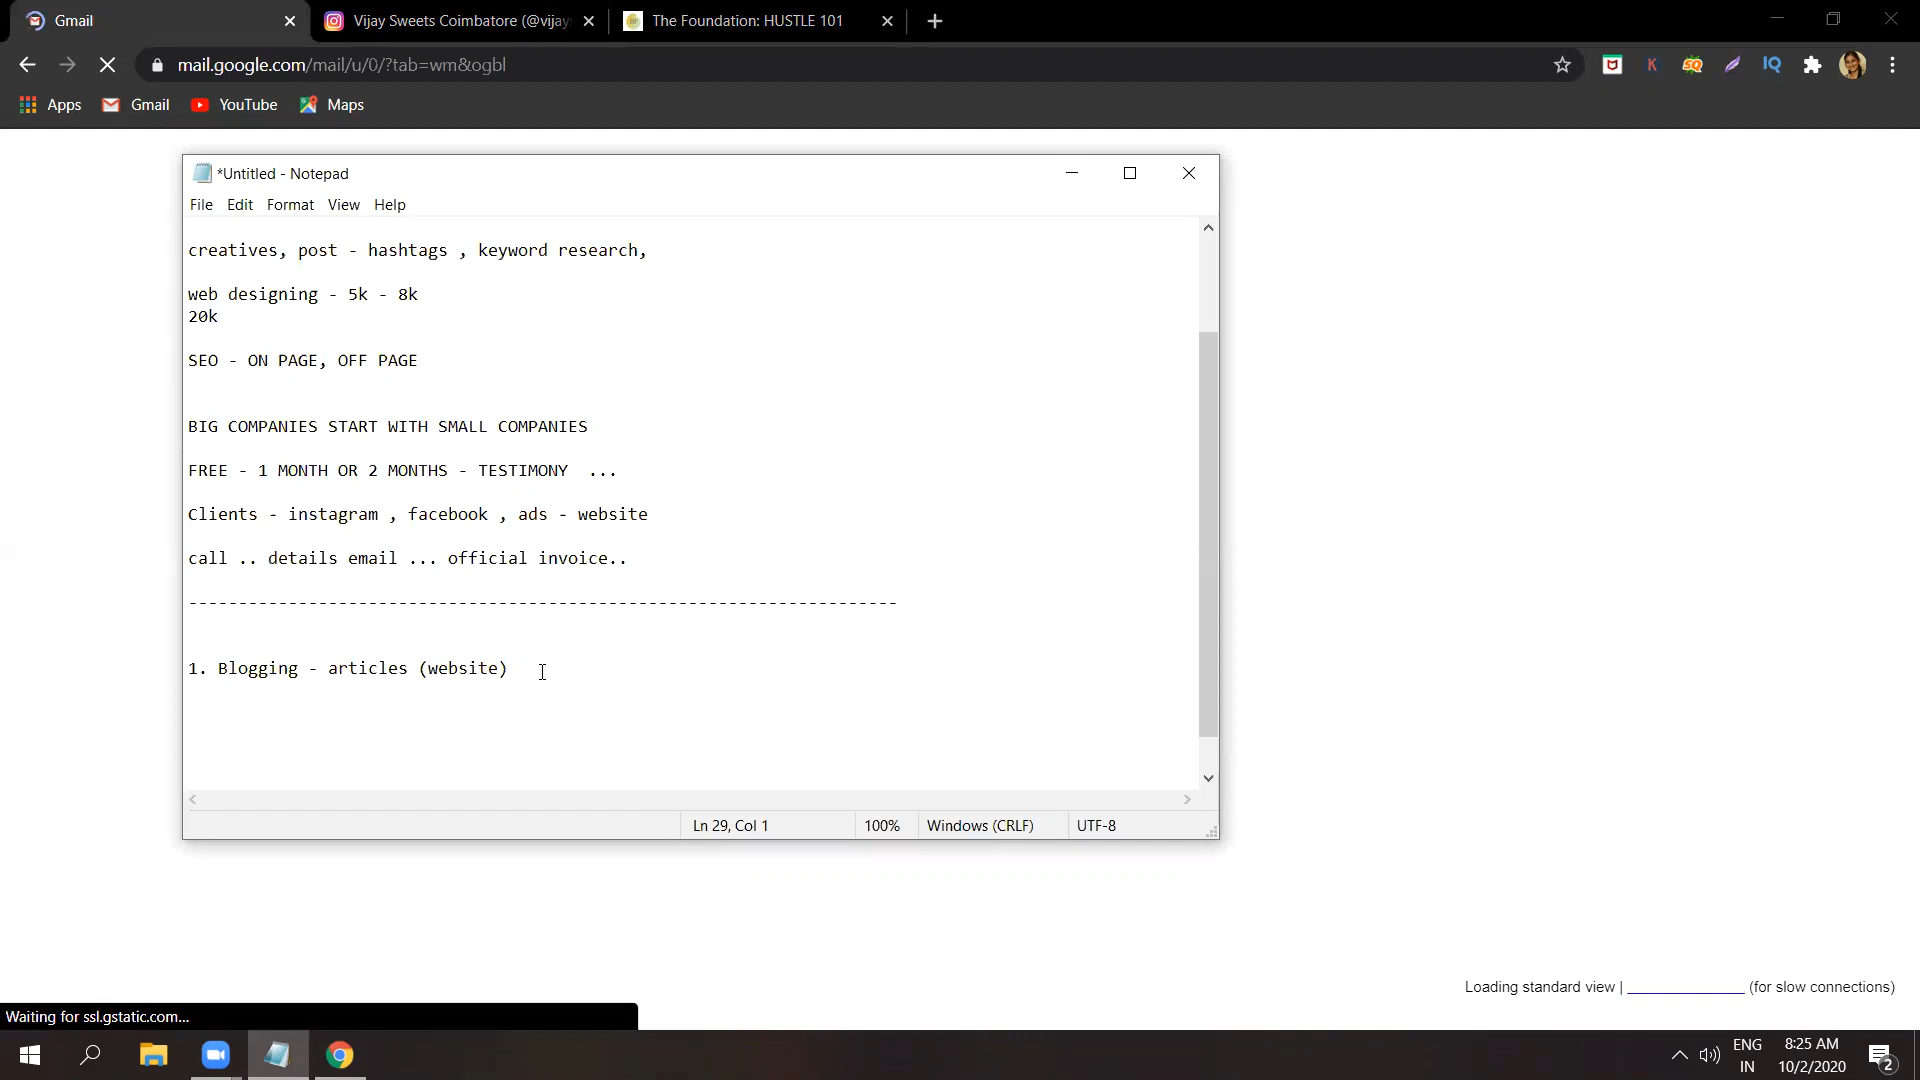 Gmail
Vijay Sweets Coimbatore (@vijay
The Foundation: HUSTLE 101
mail.google.com/mail/u/0/?tab=wm&ogbl
K
SQ
IQ
Apps
Gmail
YouTube
Maps
*Untitled - Notepad
File Edit Format View Help
creatives, post - hashtags , keyword research,
web designing - 5k - 8k
20k
SEO - ON PAGE, OFF PAGE
BIG COMPANIES START WITH SMALL COMPANIES
FREE - 1 MONTH OR 2 MONTHS - TESTIMONY ...
Clients - instagram , facebook , ads - website
call .. details email ... official invoice..
-----------------------------------------------------------------------
1. Blogging - articles (website)
Ln 29, Col 1
100%
Windows (CRLF)
UTF-8
Loading standard view | (for slow connections)
Waiting for ssl.gstatic.com...
ENG
IN
8:25 AM
10/2/2020
2